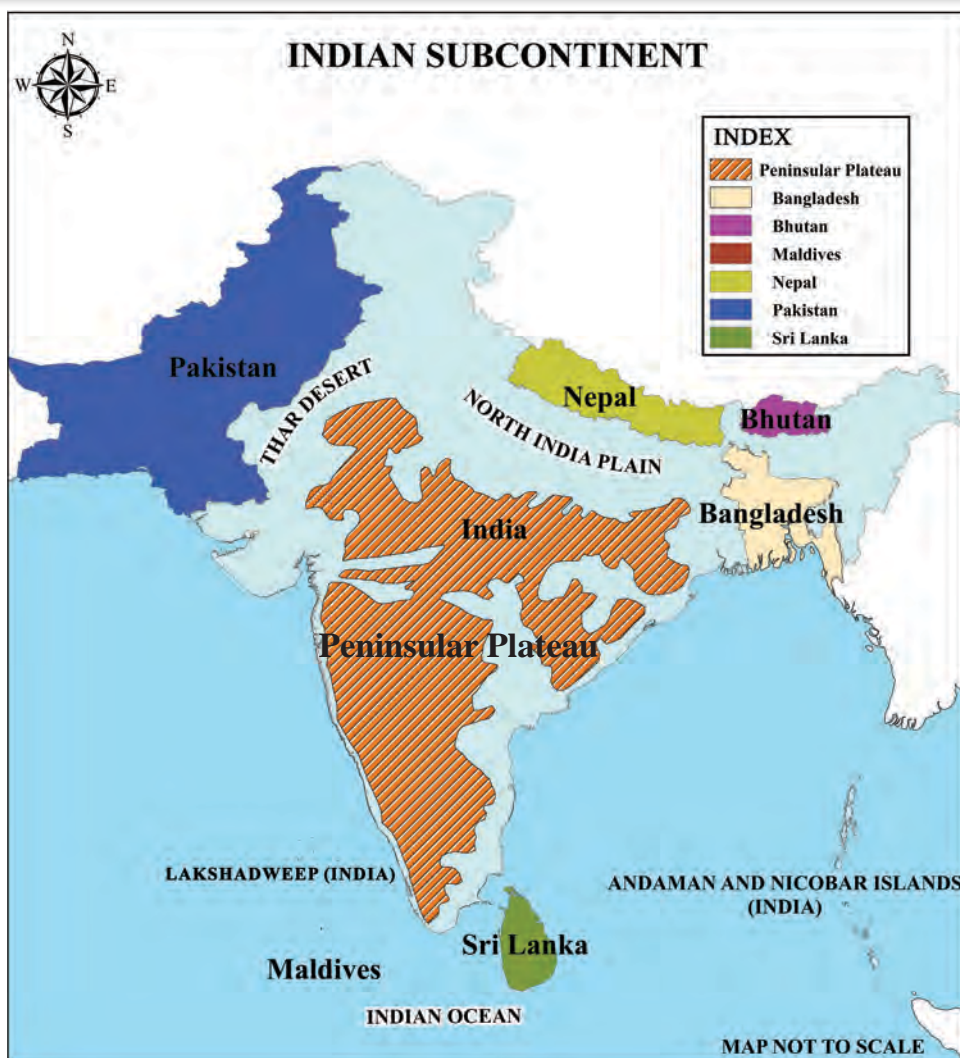 INDIAN SUBCONTINENT
N
W
E
S
INDEX
Peninsular Plateau
Bangladesh
Bhutan
Maldives
Nepal
Pakistan
Sri Lanka
Pakistan
THAR DESERT
NORTH INDIA PLAIN
Nepal
Bhutan
India
Bangladesh
Peninsular Plateau
LAKSHADWEEP (INDIA)
ANDAMAN AND NICOBAR ISLANDS
(INDIA)
Sri Lanka
Maldives
INDIAN OCEAN
MAP NOT TO SCALE